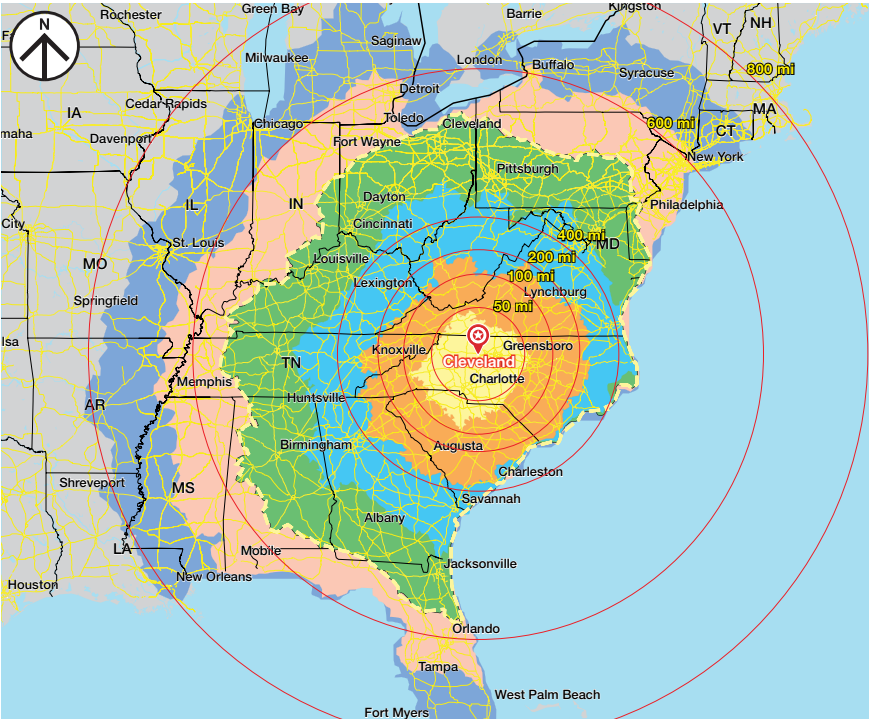 Rochester
Green Bay
Barrie
Kingston
N
VT
NH
Saginaw
Milwaukee
London
Buffalo
Syracuse
800 mi
Detroit
IA
Cedar Rapids
MA
Toledo
Cleveland
600 mi
CT
maha
Davenport
Chicago
Fort Wayne
New York
Pittsburgh
IL
IN
Dayton
Philadelphia
City
Cincinnati
400 mi
MD
St. Louis
Louisville
200 mi
MO
100 mi
Lexington
Lynchburg
Springfield
50 mi
lsa
Knoxville
Greensboro
TN
Cleveland
Memphis
Charlotte
AR
Huntsville
Birmingham
Augusta
Charleston
Shreveport
MS
Savannah
Albany
LA
Mobile
Jacksonville
New Orleans
Houston
Orlando
Tampa
West Palm Beach
Fort Myers